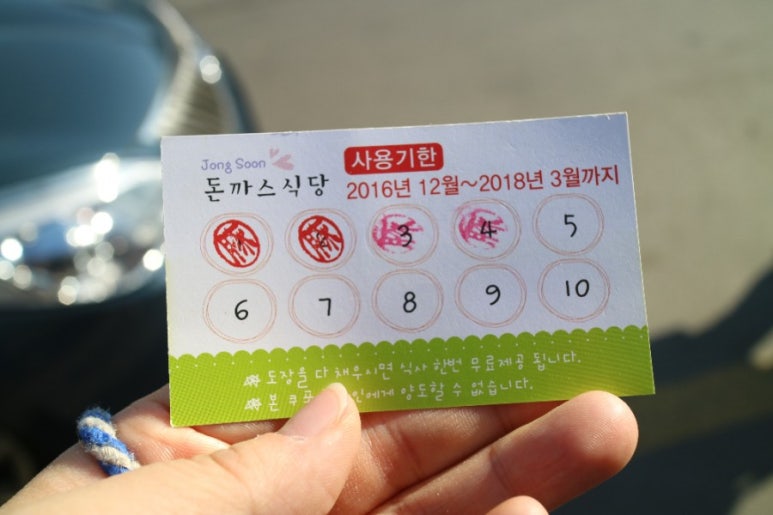 Jong Soon
돈까스식당
사용기한
2016년 12월~2018년 3월까지
2 3 4 5
6 7 8 9 10
※ 도장을 다 채우시면 식사 한번 무료제공 됩니다.
※ 본 쿠폰 양도할 수 없습니다.